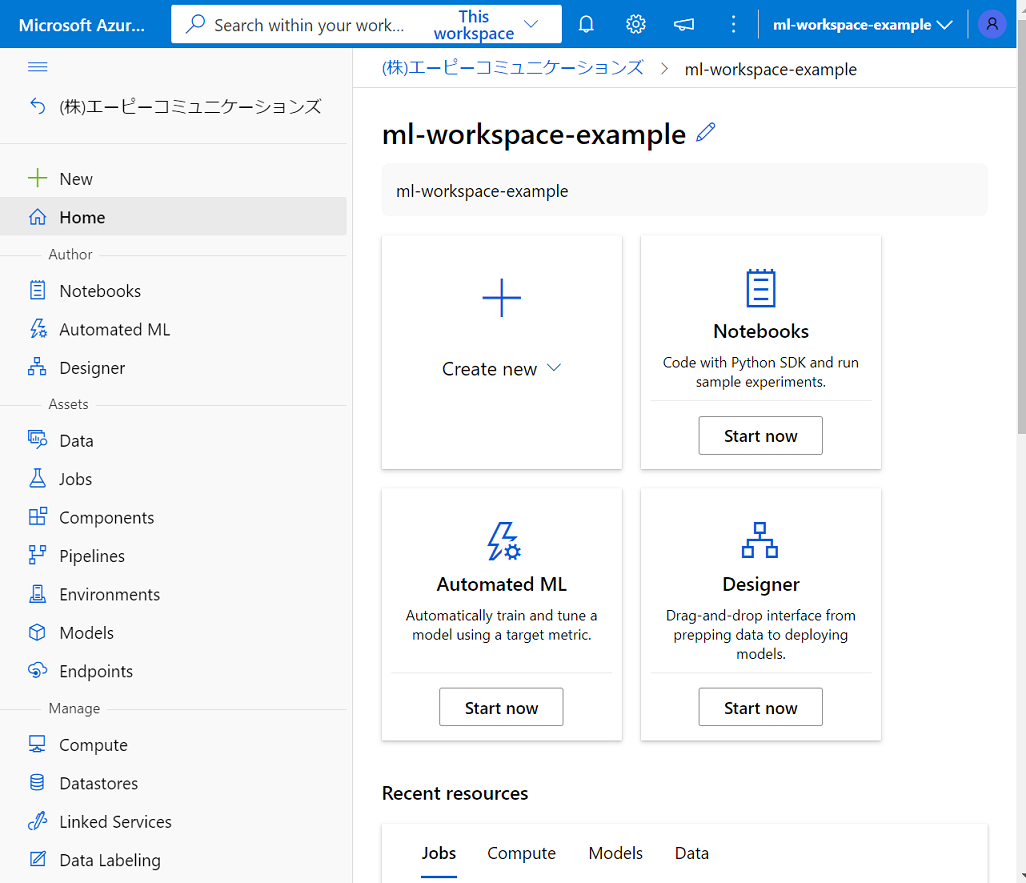 Microsoft Azur...
Search within your work...
This workspace
ml-workspace-example
(株)エーピーコミュニケーションズ
ml-workspace-example
(株)エーピーコミュニケーションズ
New
Home
Author
Notebooks
Automated ML
Designer
Assets
Data
Jobs
Components
Pipelines
Environments
Models
Endpoints
Manage
Compute
Datastores
Linked Services
Data Labeling
ml-workspace-example
ml-workspace-example
Create new
Notebooks
Code with Python SDK and run
sample experiments.
Start now
Automated ML
Automatically train and tune a
model using a target metric.
Start now
Designer
Drag-and-drop interface from
prepping data to deploying
models.
Start now
Recent resources
Jobs Compute Models Data